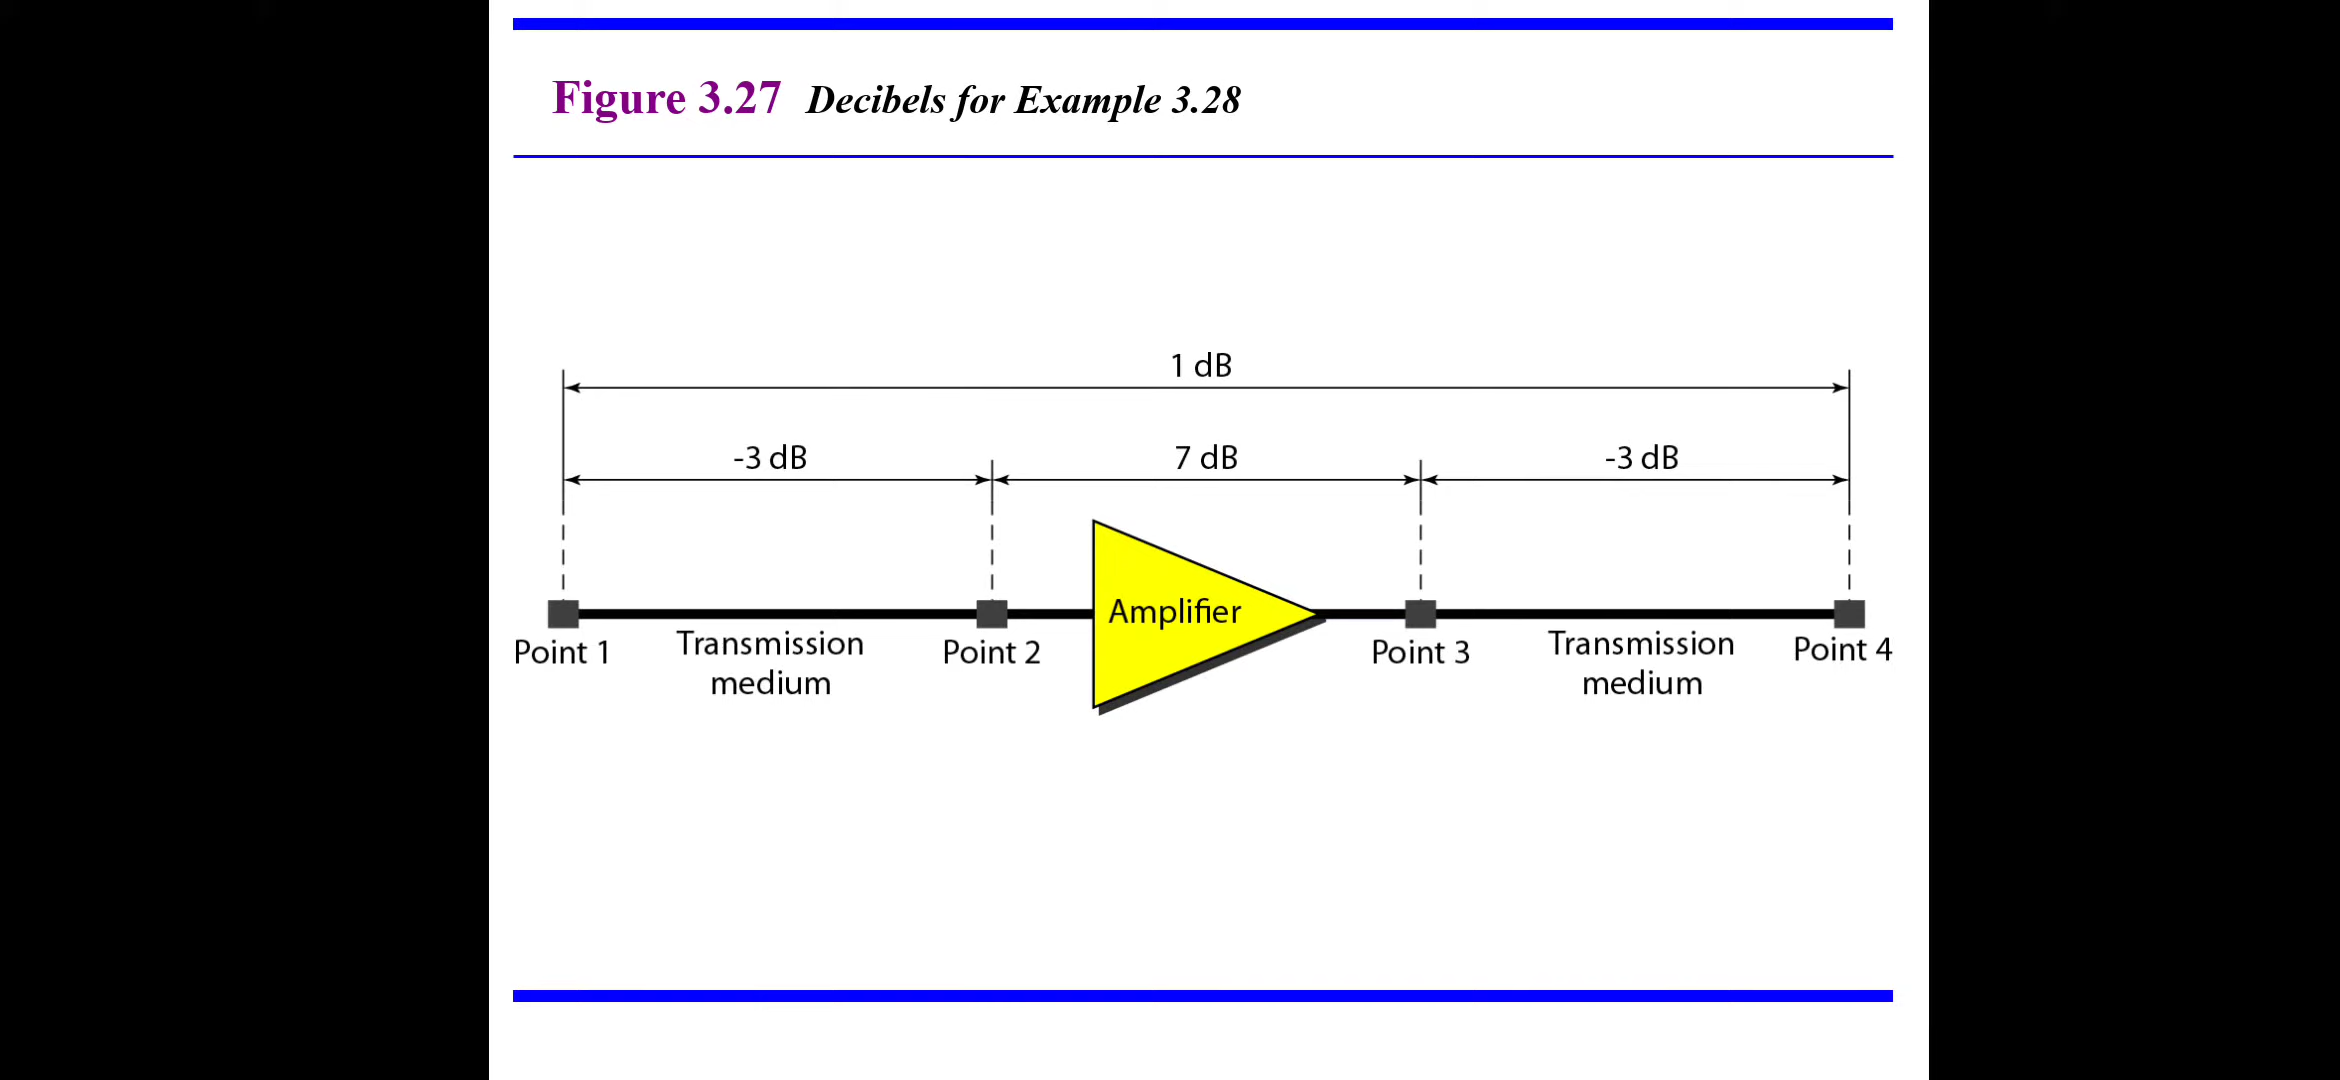 Figure 3.27 Decibels for Example 3.28
1 dB
-3 dB 7 dB -3 dB
Amplifier
Point 1 Transmission medium Point 2 Point 3 Transmission medium Point 4